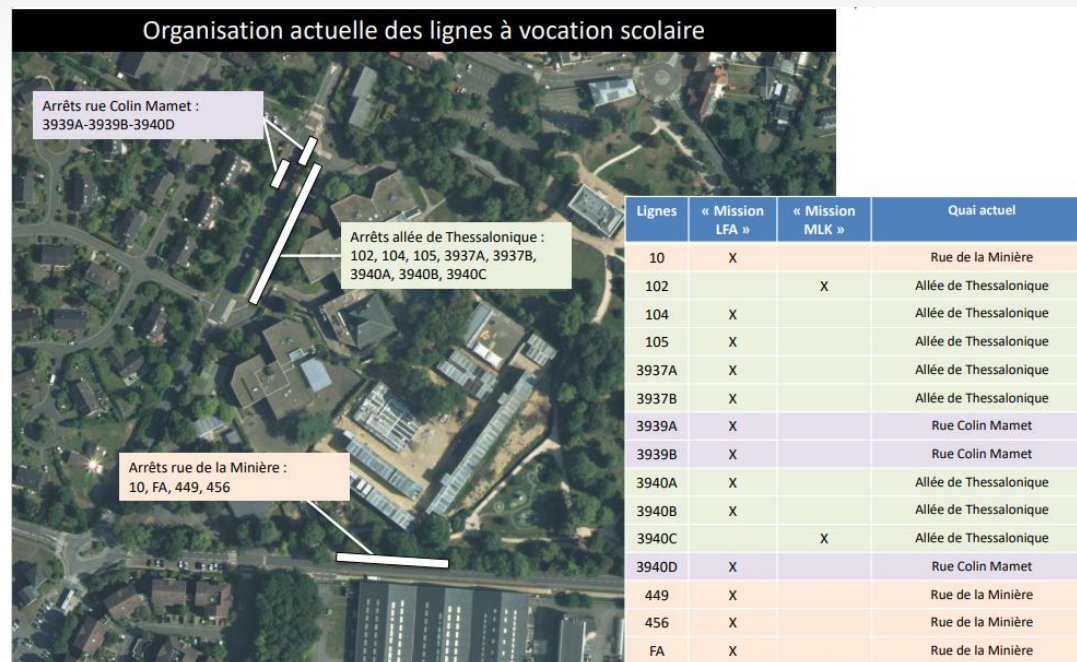 Organisation actuelle des lignes à vocation scolaire
Arrêts rue Colin Mamet :
3939A-3939B-3940D
Arrêts allée de Thessalonique :
102, 104, 105, 3937A, 3937B,
3940A, 3940B, 3940C
Arrêts rue de la Minière :
10, FA, 449, 456
Lignes « Mission LFA » « Mission MLK » Quai actuel
10 X Rue de la Minière
102 X Allée de Thessalonique
104 X Allée de Thessalonique
105 X Allée de Thessalonique
3937A X Allée de Thessalonique
3937B X Allée de Thessalonique
3939A X Rue Colin Mamet
3939B X Rue Colin Mamet
3940A X Allée de Thessalonique
3940B X Allée de Thessalonique
3940C X Allée de Thessalonique
3940D X Rue Colin Mamet
449 X Rue de la Minière
456 X Rue de la Minière
FA X Rue de la Minière